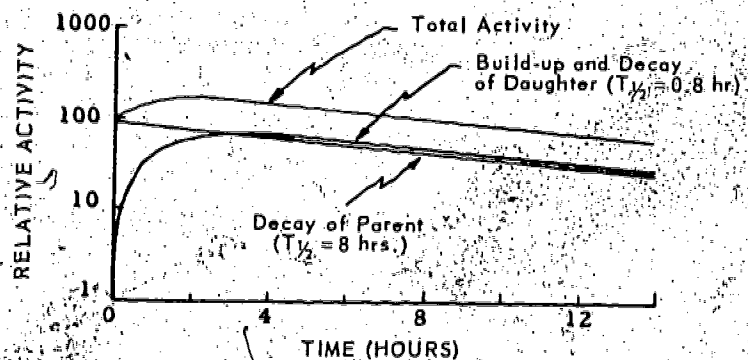 1000
Total Activity
Build-up and Decay
of Daughter (T½ = 0.8 hr)
100
RELATIVE ACTIVITY
10
Decay of Parent
(T½ = 8 hrs.)
1
0
4
8
12
TIME (HOURS)